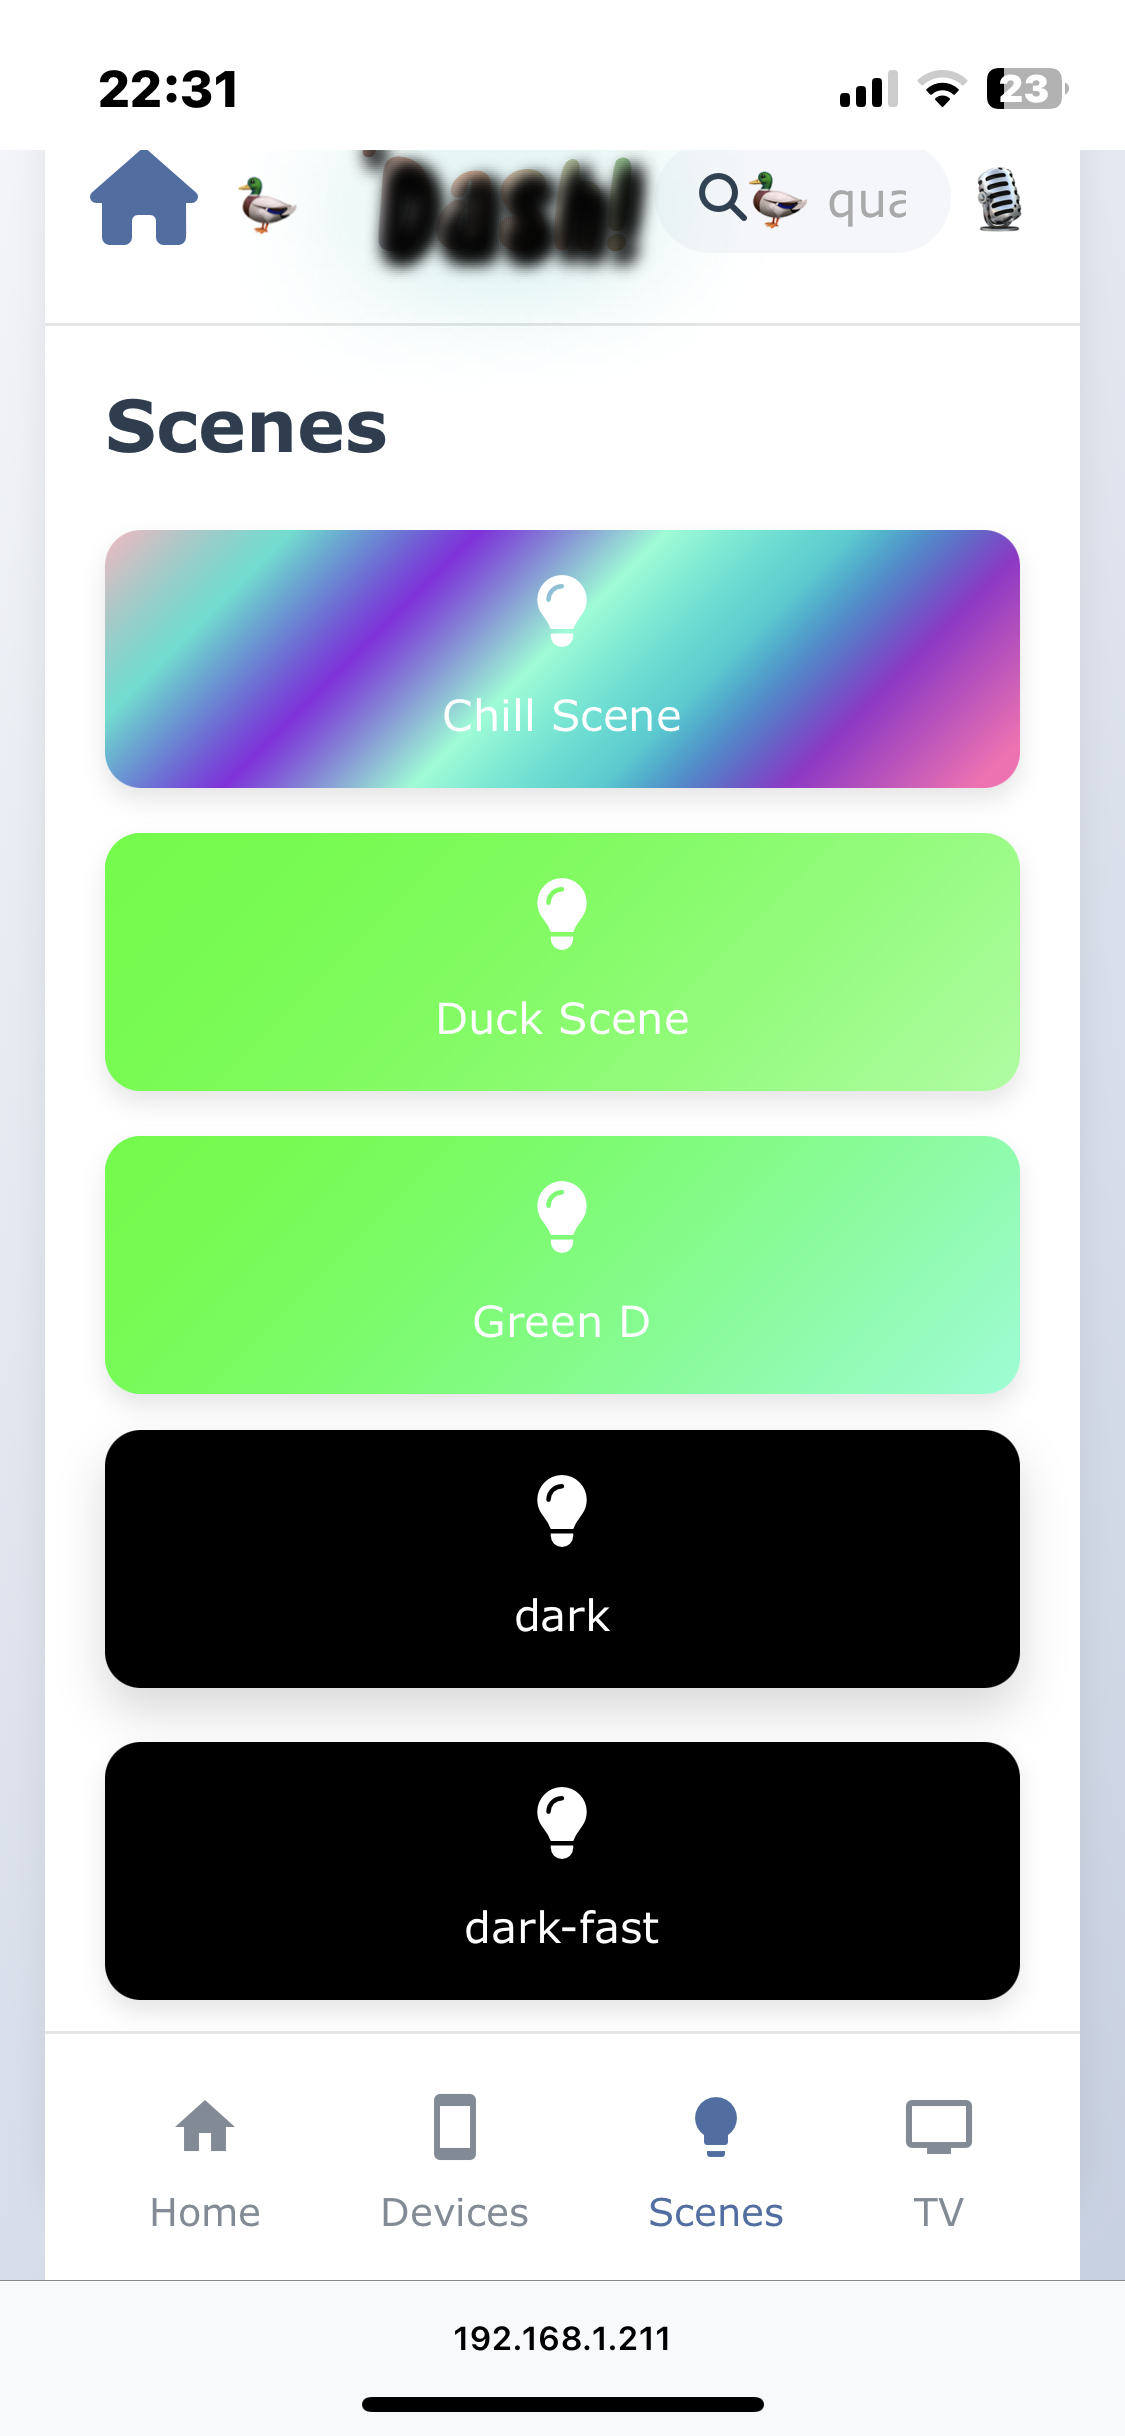 22:31
23
Dash!
qua
Scenes
Chill Scene
Duck Scene
Green D
dark
dark-fast
Home
Devices
Scenes
TV
192.168.1.211